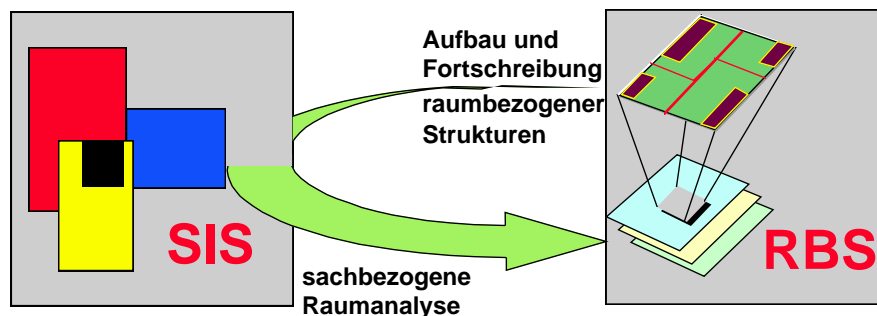 Aufbau und
Fortschreibung
raumbezogener
Strukturen
SIS
RBS
sachbezogene
Raumanalyse